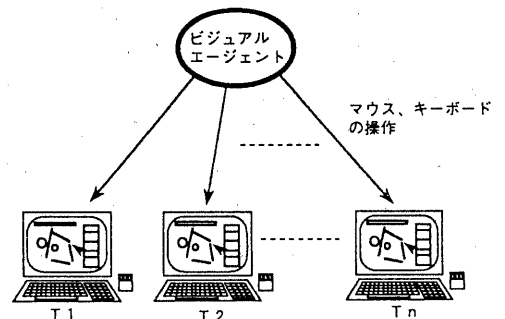 ビジュアル
エージェント
マウス、キーボード
の操作
T1
T2
Tn